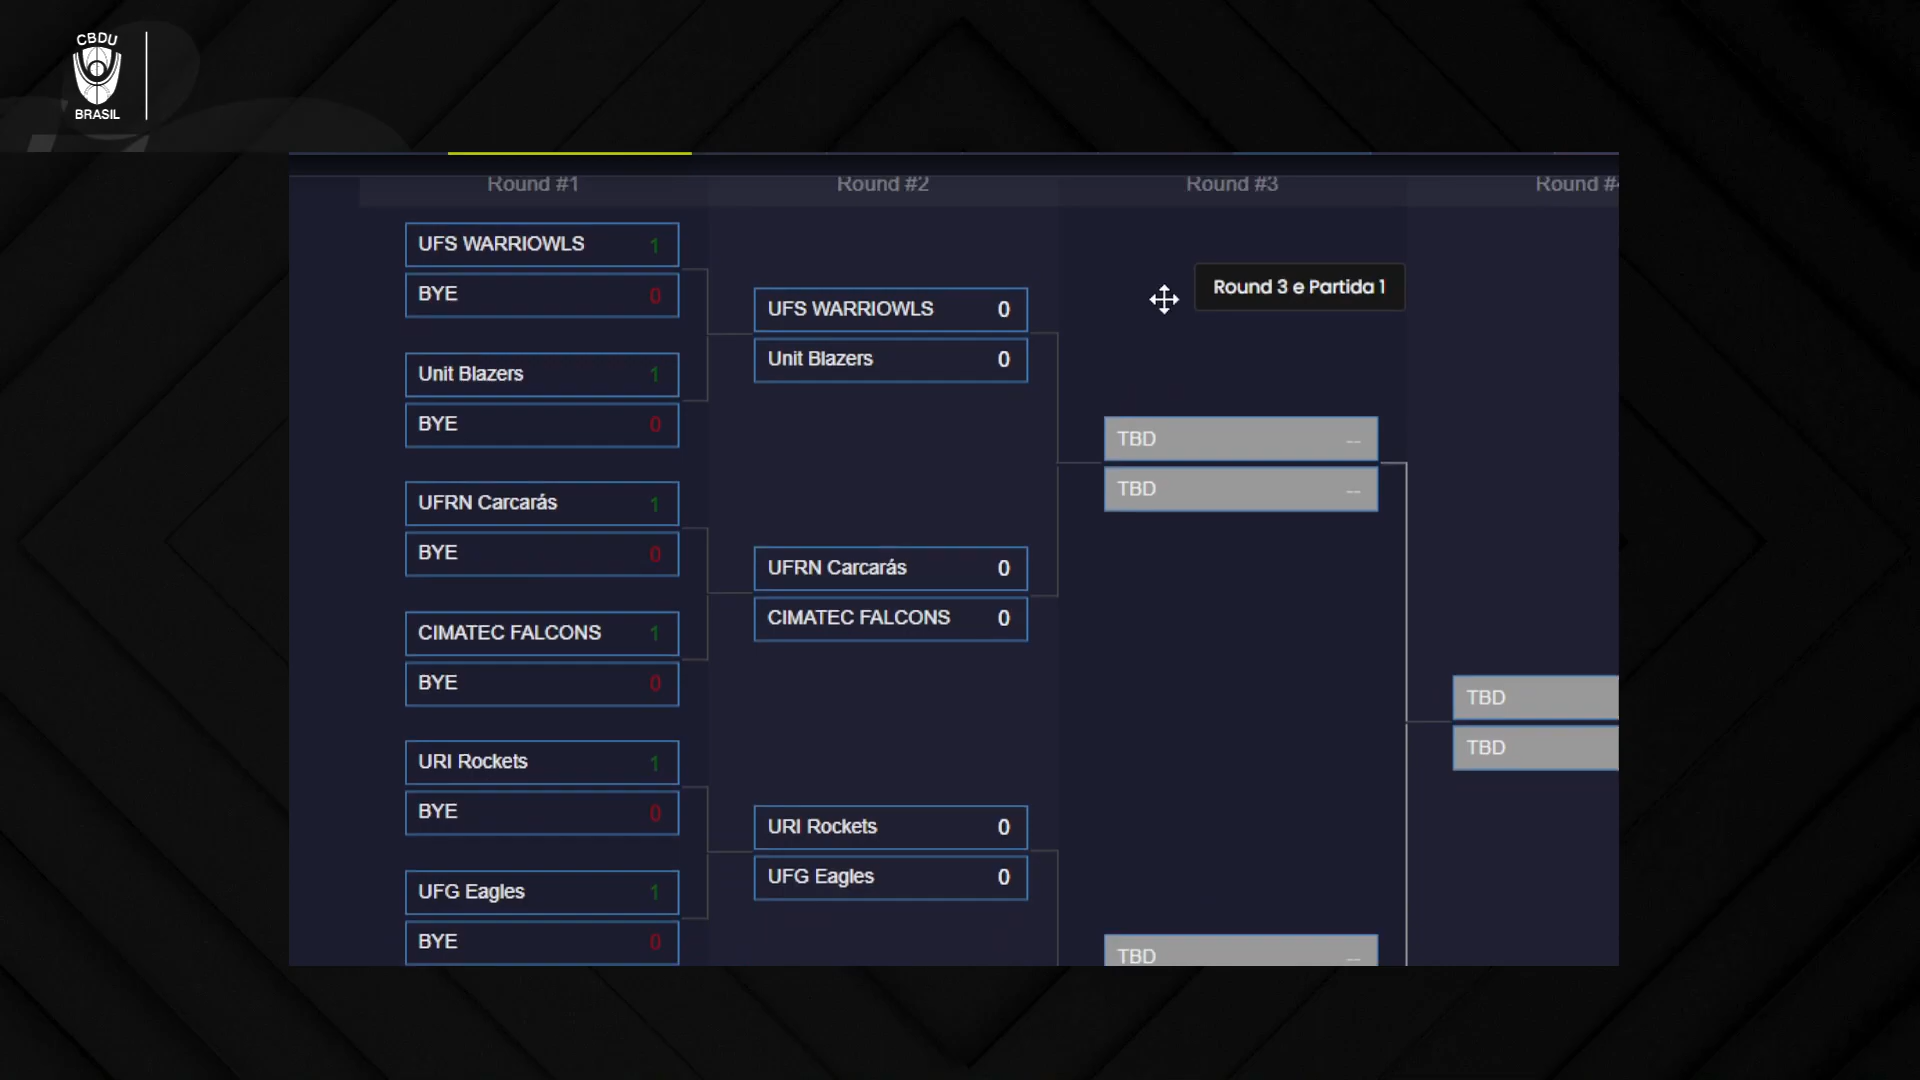 CBDU
BRASIL
Round #1
Round #2
Round #3
Round #
UFS WARRIOWLS 1
BYE 0
Unit Blazers 1
BYE 0
UFRN Carcarás 1
BYE 0
CIMATEC FALCONS 1
BYE 0
URI Rockets 1
BYE 0
UFG Eagles 1
BYE 0
UFS WARRIOWLS 0
Unit Blazers 0
UFRN Carcarás 0
CIMATEC FALCONS 0
URI Rockets 0
UFG Eagles 0
Round 3 e Partida 1
TBD --
TBD --
TBD --
TBD
TBD